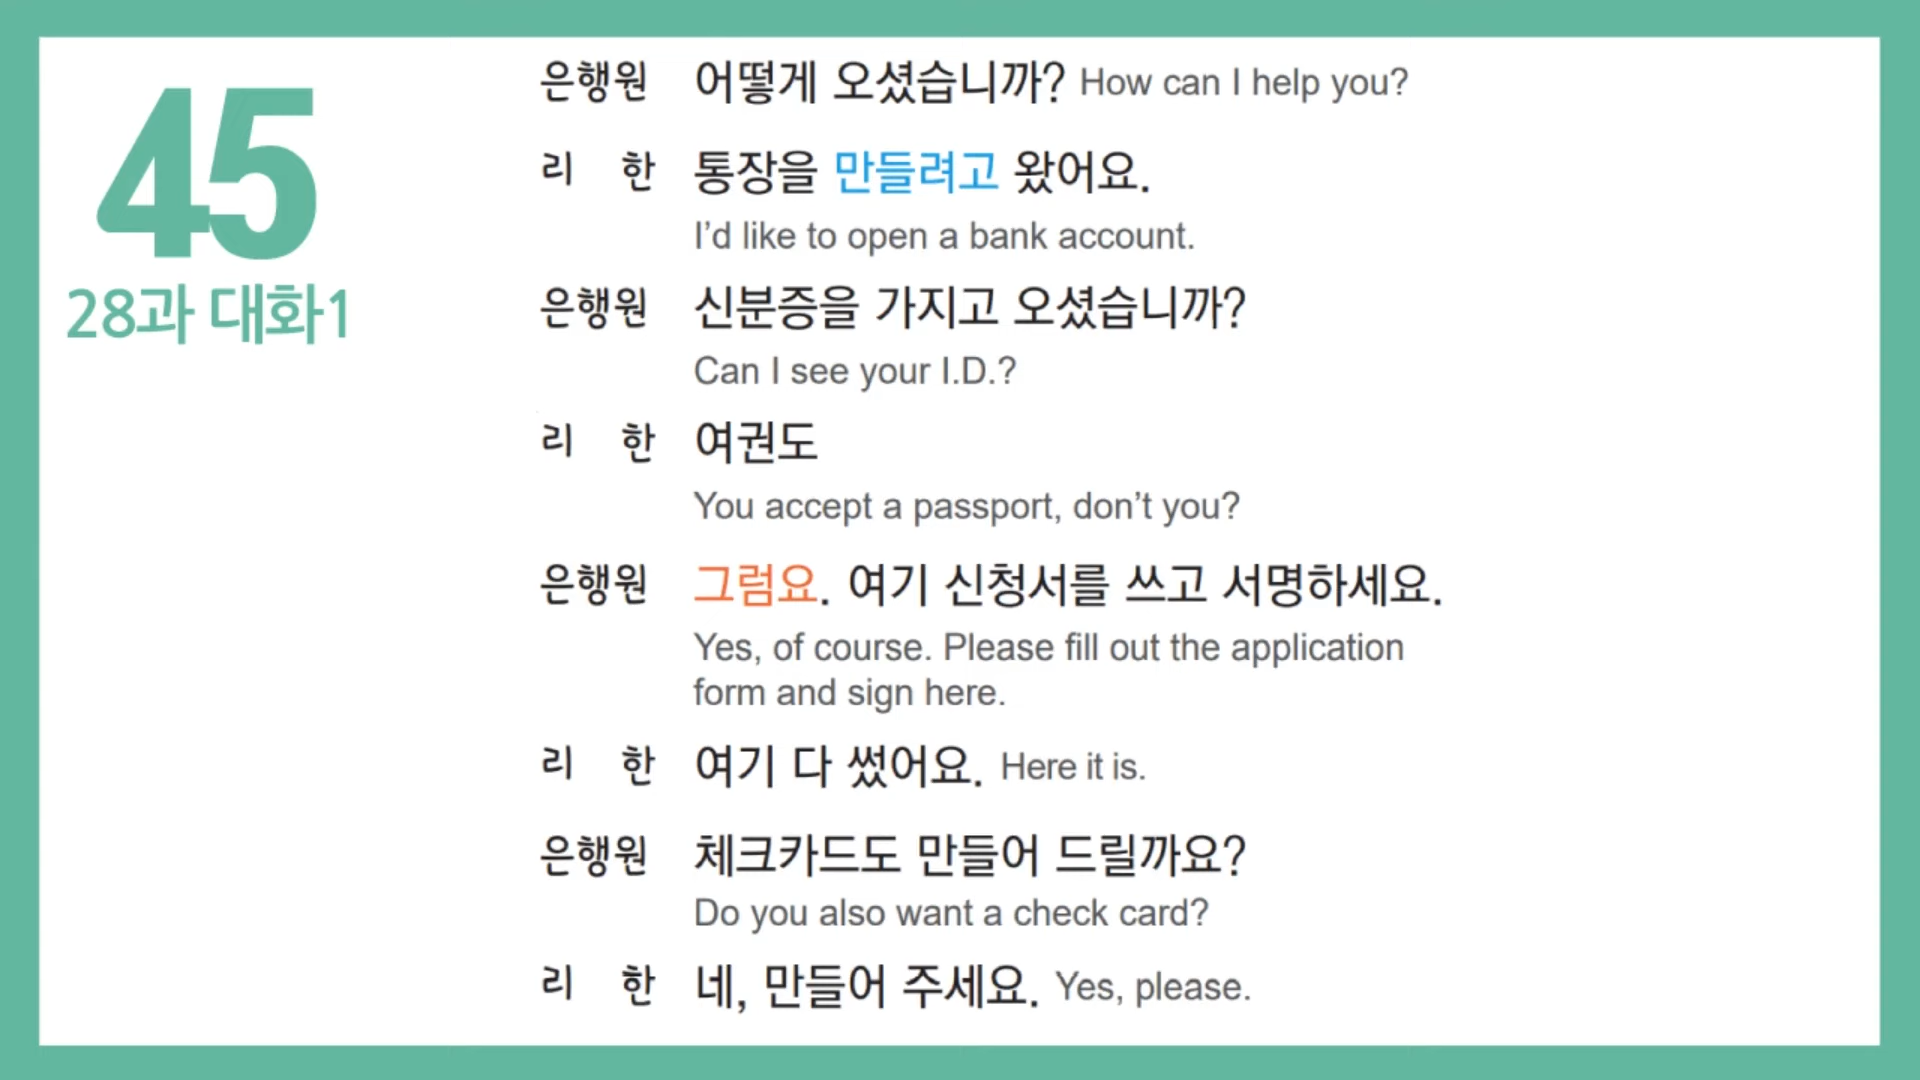 45
28과 대화1
은행원 어떻게 오셨습니까? How can I help you?
리 한 통장을 만들려고 왔어요.
I'd like to open a bank account.
은행원 신분증을 가지고 오셨습니까?
Can I see your I.D.?
리 한 여권도
You accept a passport, don't you?
은행원 그럼요. 여기 신청서를 쓰고 서명하세요.
Yes, of course. Please fill out the application
form and sign here.
리 한 여기 다 썼어요. Here it is.
은행원 체크카드도 만들어 드릴까요?
Do you also want a check card?
리 한 네, 만들어 주세요. Yes, please.